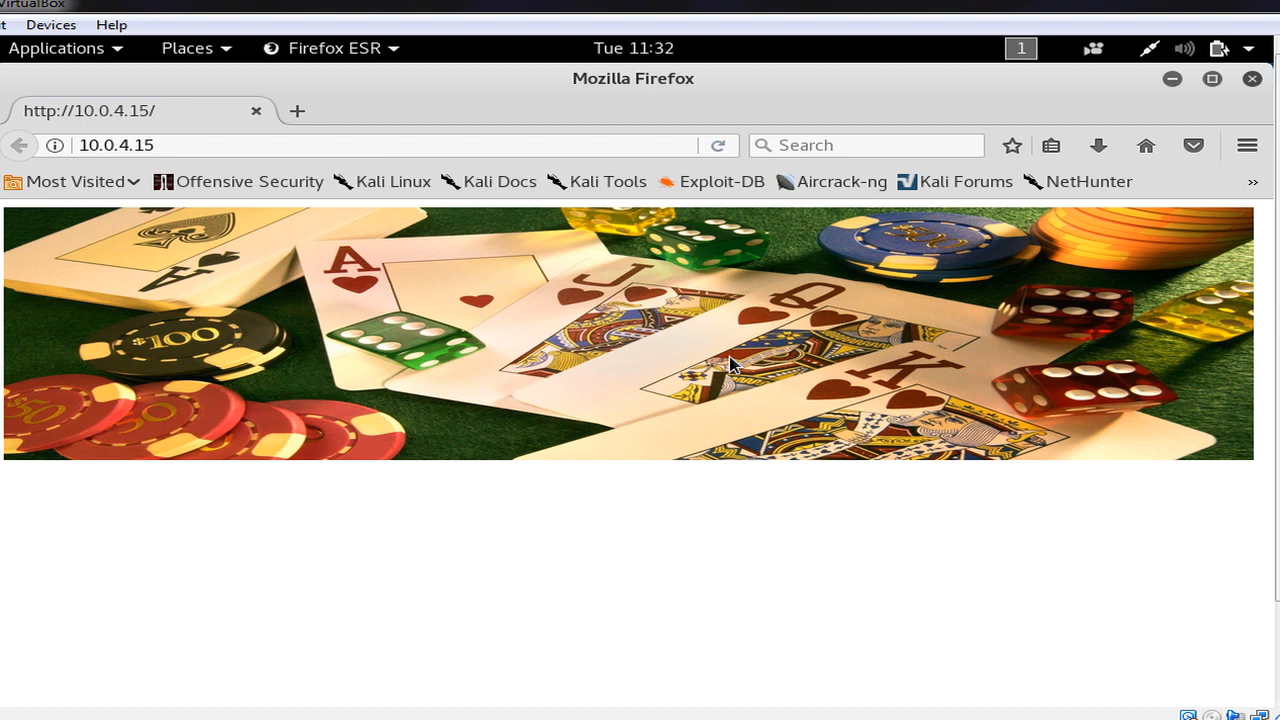 VirtualBox
Devices Help
Applications Places Firefox ESR Tue 11:32 1
Mozilla Firefox
http://10.0.4.15/
10.0.4.15 Search
Most Visited Offensive Security Kali Linux Kali Docs Kali Tools Exploit-DB Aircrack-ng Kali Forums NetHunter »
A
A J Q K
$100
$100
$50
50